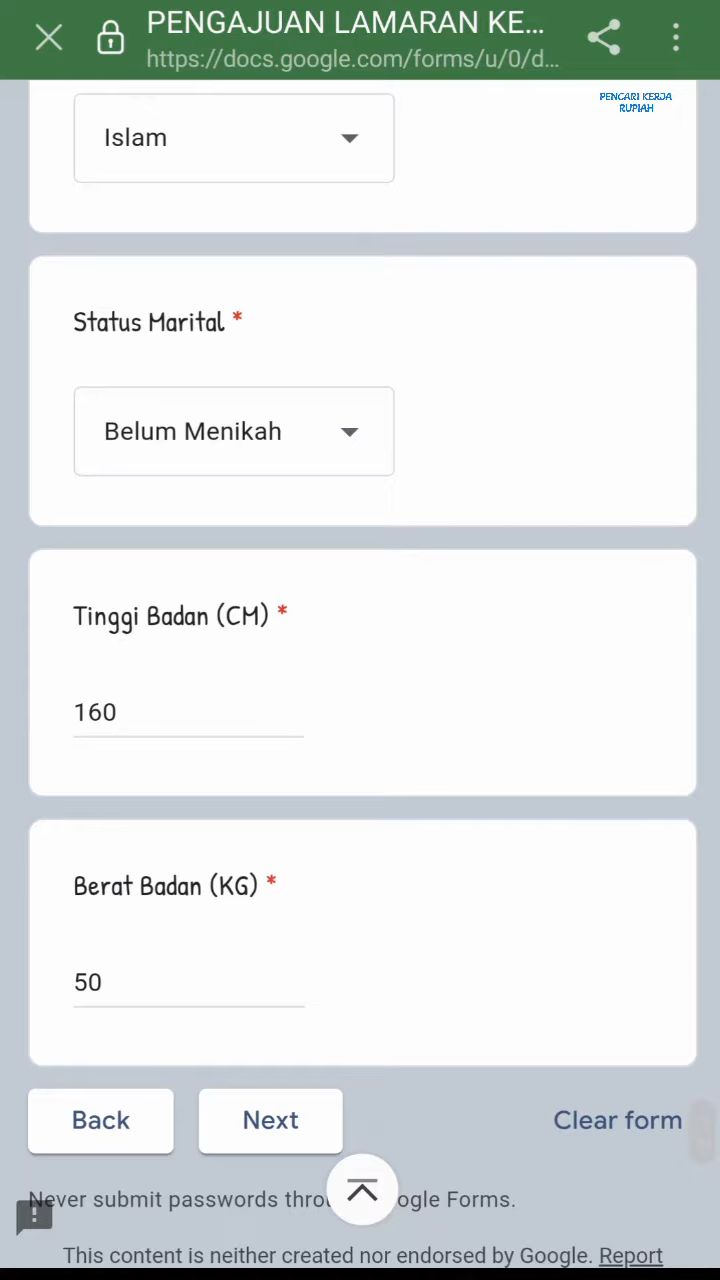 PENGAJUAN LAMARAN KE...
https://docs.google.com/forms/u/0/d...
PENCARI KERJA
RUPIAH
Islam
Status Marital *
Belum Menikah
Tinggi Badan (CM) *
160
Berat Badan (KG) *
50
Back
Next
Clear form
Never submit passwords thro ogle Forms.
This content is neither created nor endorsed by Google. Report